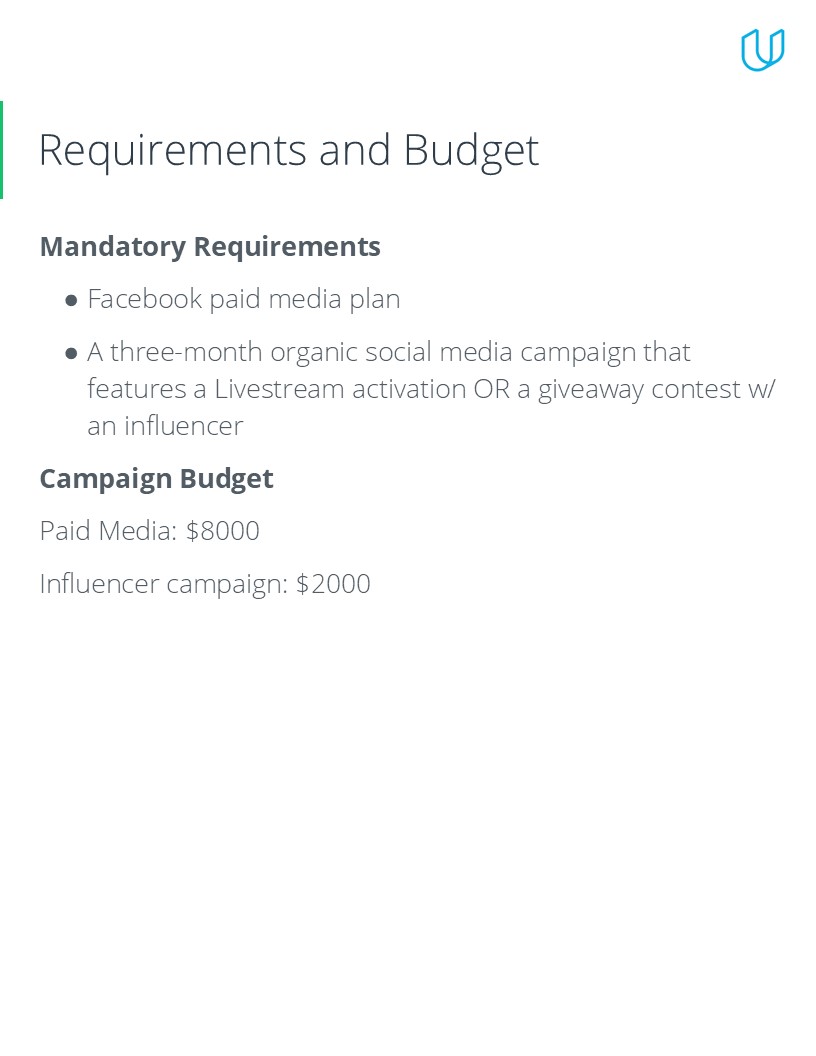 Requirements and Budget
Mandatory Requirements
● Facebook paid media plan
● A three-month organic social media campaign that
features a Livestream activation OR a giveaway contest w/
an influencer
Campaign Budget
Paid Media: $8000
Influencer campaign: $2000